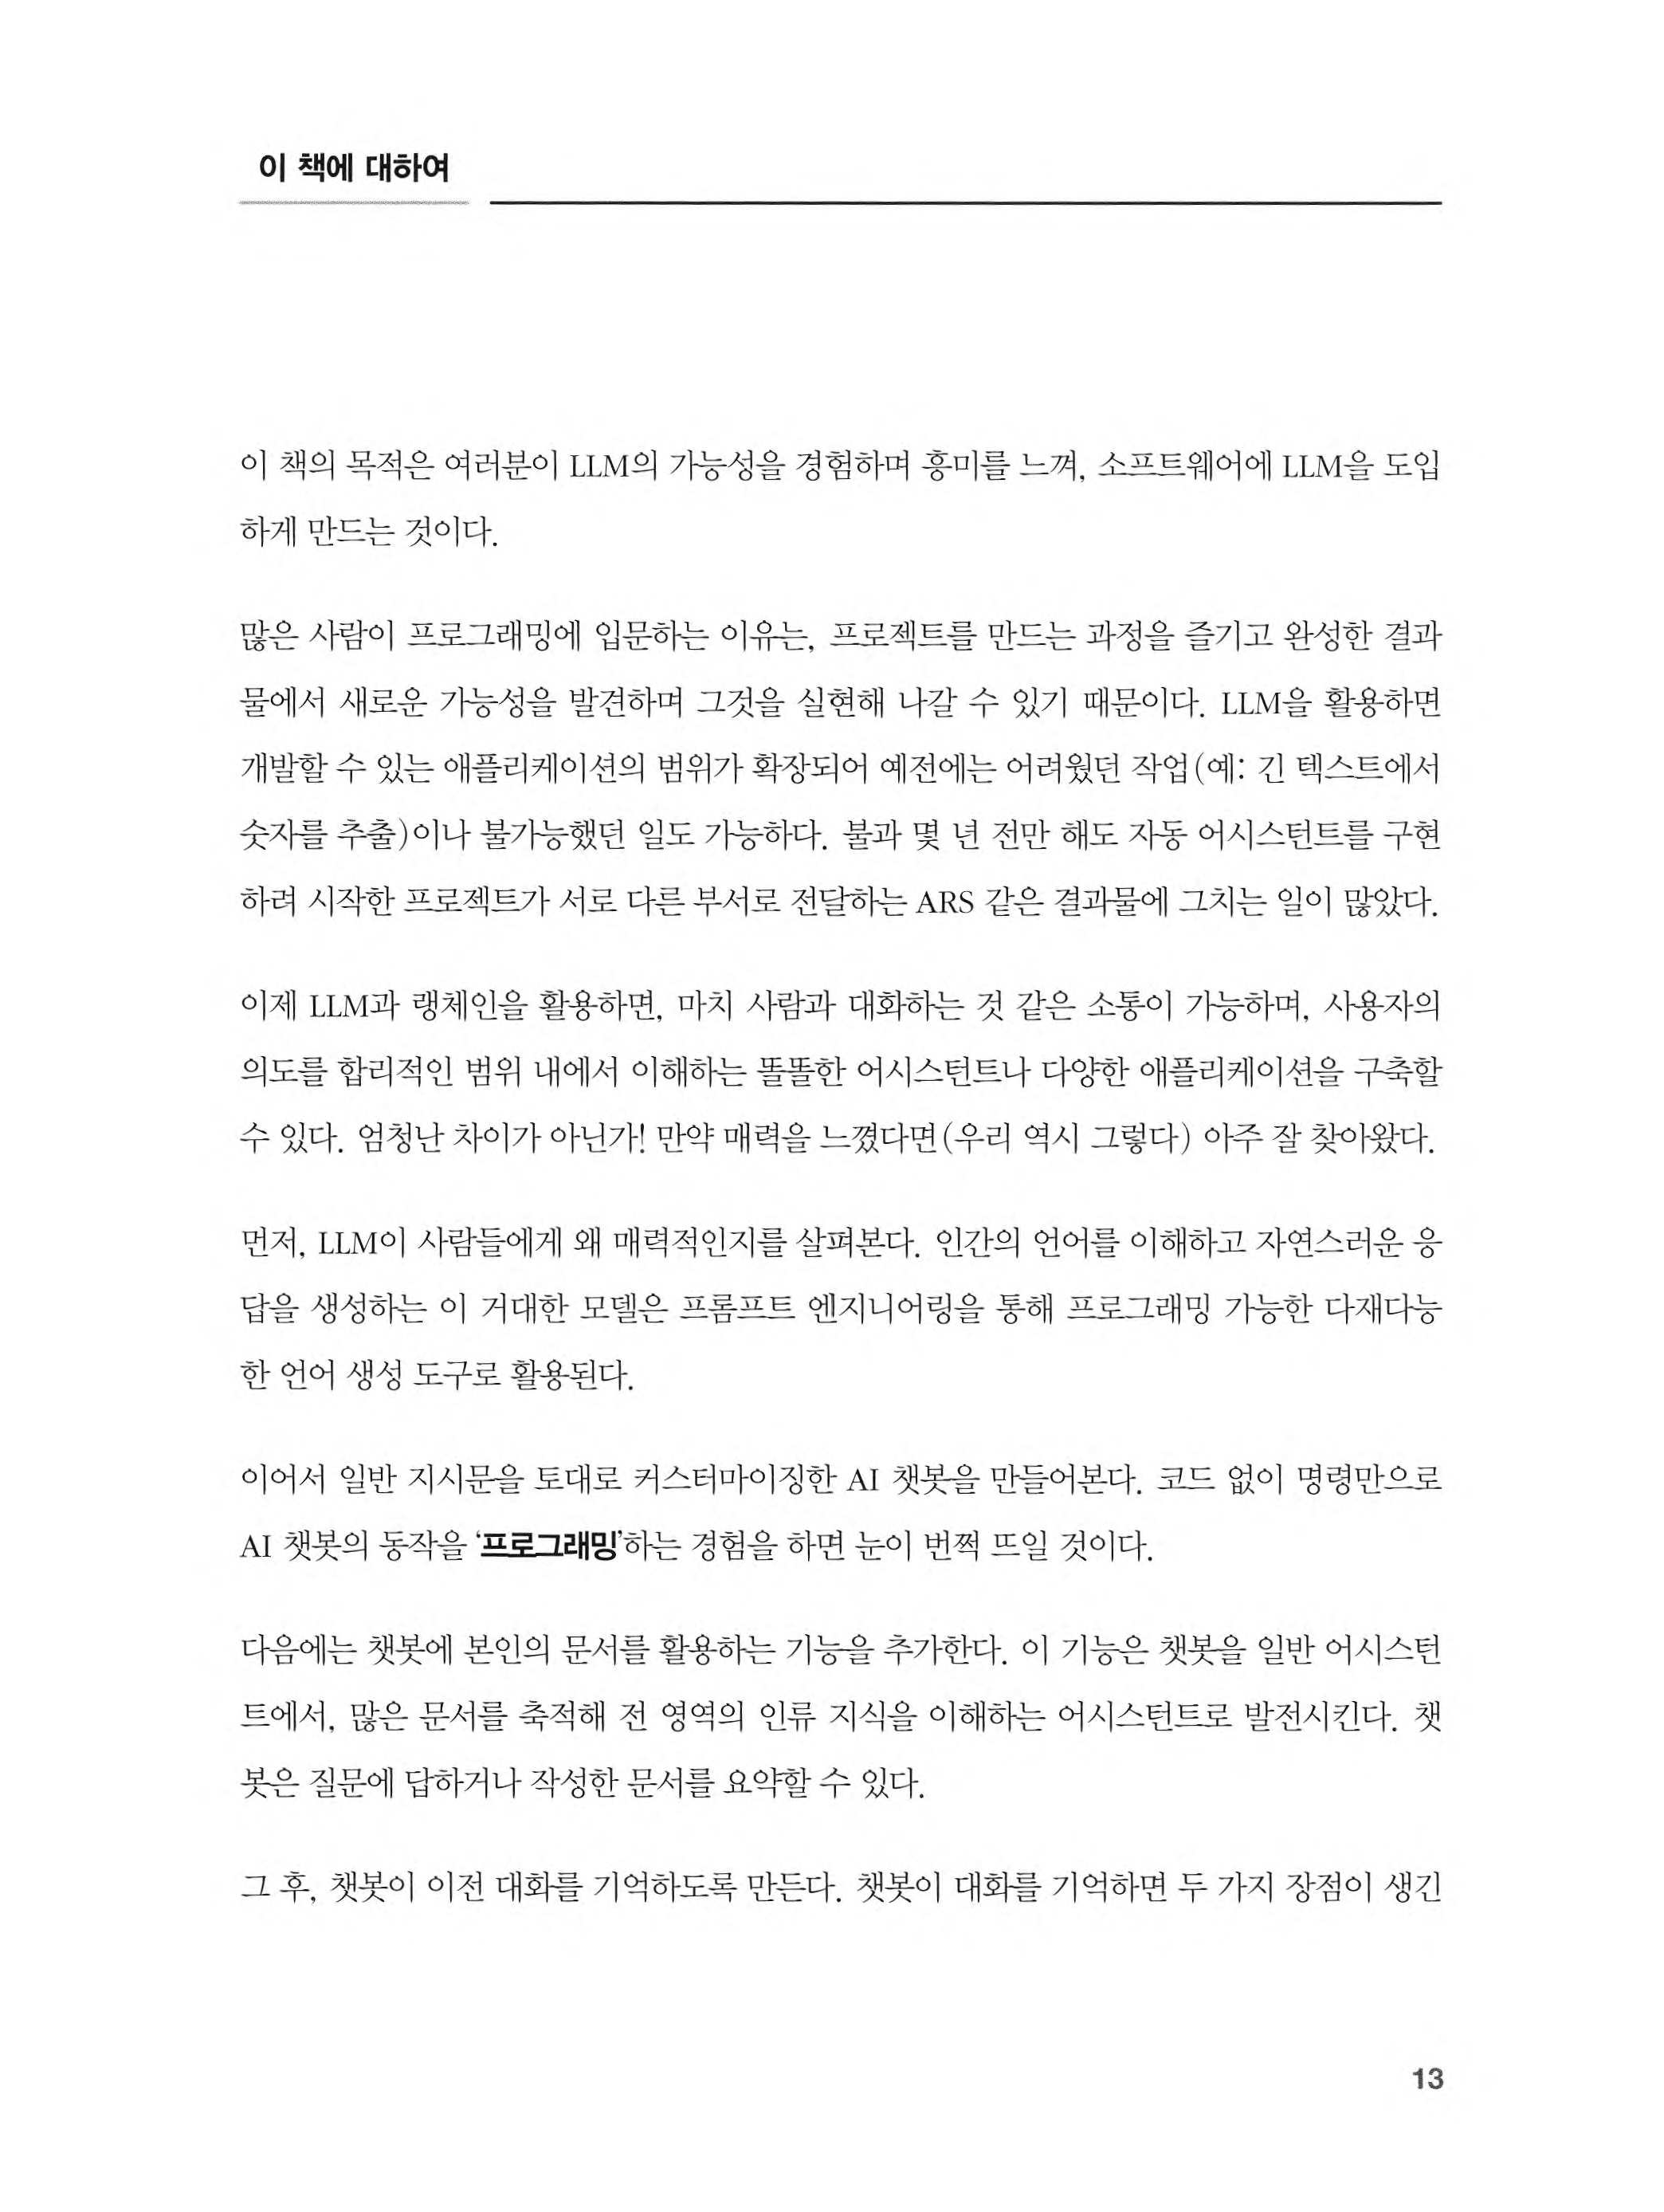 이 책에 대하여
이 책의 목적은 여러분이 LLM의 가능성을 경험하며 흥미를 느껴, 소프트웨어에 LLM을 도입
하게 만드는 것이다.
많은 사람이 프로그래밍에 입문하는 이유는, 프로젝트를 만드는 과정을 즐기고 완성한 결과
물에서 새로운 가능성을 발견하며 그것을 실현해 나갈 수 있기 때문이다. LLM을 활용하면
개발할 수 있는 애플리케이션의 범위가 확장되어 예전에는 어려웠던 작업(예: 긴 텍스트에서
숫자를 추출)이나 불가능했던 일도 가능하다. 불과 몇 년 전만 해도 자동 어시스턴트를 구현
하려 시작한 프로젝트가 서로 다른 부서로 전달하는 ARS 같은 결과물에 그치는 일이 많았다.
이제 LLM과 랭체인을 활용하면, 마치 사람과 대화하는 것 같은 소통이 가능하며, 사용자의
의도를 합리적인 범위 내에서 이해하는 똘똘한 어시스턴트나 다양한 애플리케이션을 구축할
수 있다. 엄청난 차이가 아닌가! 만약 매력을 느꼈다면(우리 역시 그렇다) 아주 잘 찾아왔다.
먼저, LLM이 사람들에게 왜 매력적인지를 살펴본다. 인간의 언어를 이해하고 자연스러운 응
답을 생성하는 이 거대한 모델은 프롬프트 엔지니어링을 통해 프로그래밍 가능한 다재다능
한 언어 생성 도구로 활용된다.
이어서 일반 지시문을 토대로 커스터마이징한 AI 챗봇을 만들어본다. 코드 없이 명령만으로
AI 챗봇의 동작을 ‘프로그래밍’하는 경험을 하면 눈이 번쩍 뜨일 것이다.
다음에는 챗봇에 본인의 문서를 활용하는 기능을 추가한다. 이 기능은 챗봇을 일반 어시스턴
트에서, 많은 문서를 축적해 전 영역의 인류 지식을 이해하는 어시스턴트로 발전시킨다. 챗
봇은 질문에 답하거나 작성한 문서를 요약할 수 있다.
그 후, 챗봇이 이전 대화를 기억하도록 만든다. 챗봇이 대화를 기억하면 두 가지 장점이 생긴
13